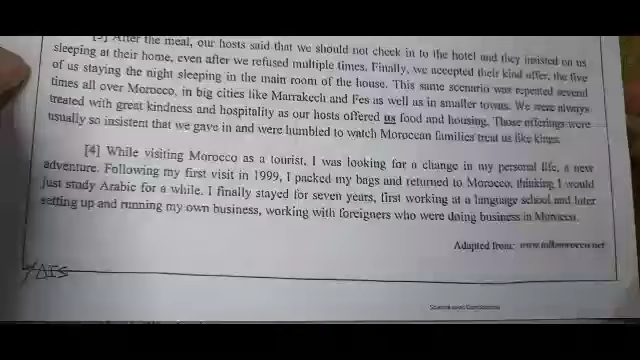 [3] After the meal, our hosts said that we should not check in to the hotel and they insisted on us
sleeping at their home, even after we refused multiple times. Finally, we accepted their kind offer, the five
of us staying the night sleeping in the main room of the house. This same scenario was repeated several
times all over Morocco, in big cities like Marrakech and Fes as well as in smaller towns. We were always
treated with great kindness and hospitality as our hosts offered us food and housing. Those offerings were
usually so insistent that we gave in and were humbled to watch Moroccan families treat us like kings.
[4] While visiting Morocco as a tourist, I was looking for a change in my personal life, a new
adventure. Following my first visit in 1999, I packed my bags and returned to Morocco, thinking I would
just study Arabic for a while. I finally stayed for seven years, first working at a language school and later
setting up and running my own business, working with foreigners who were doing business in Morocco.
Adapted from: